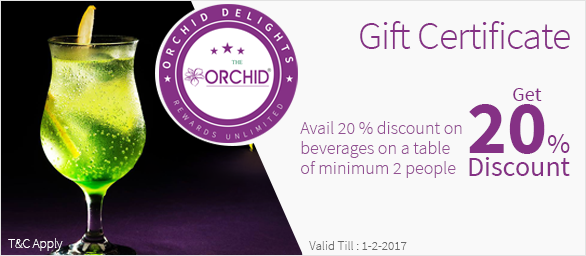 Gift Certificate
ORCHID DELIGHTS
THE
ORCHID®
REWARDS UNLIMITED
Avail 20 % discount on
beverages on a table
of minimum 2 people
Get
20%
Discount
T&C Apply
Valid Till : 1-2-2017